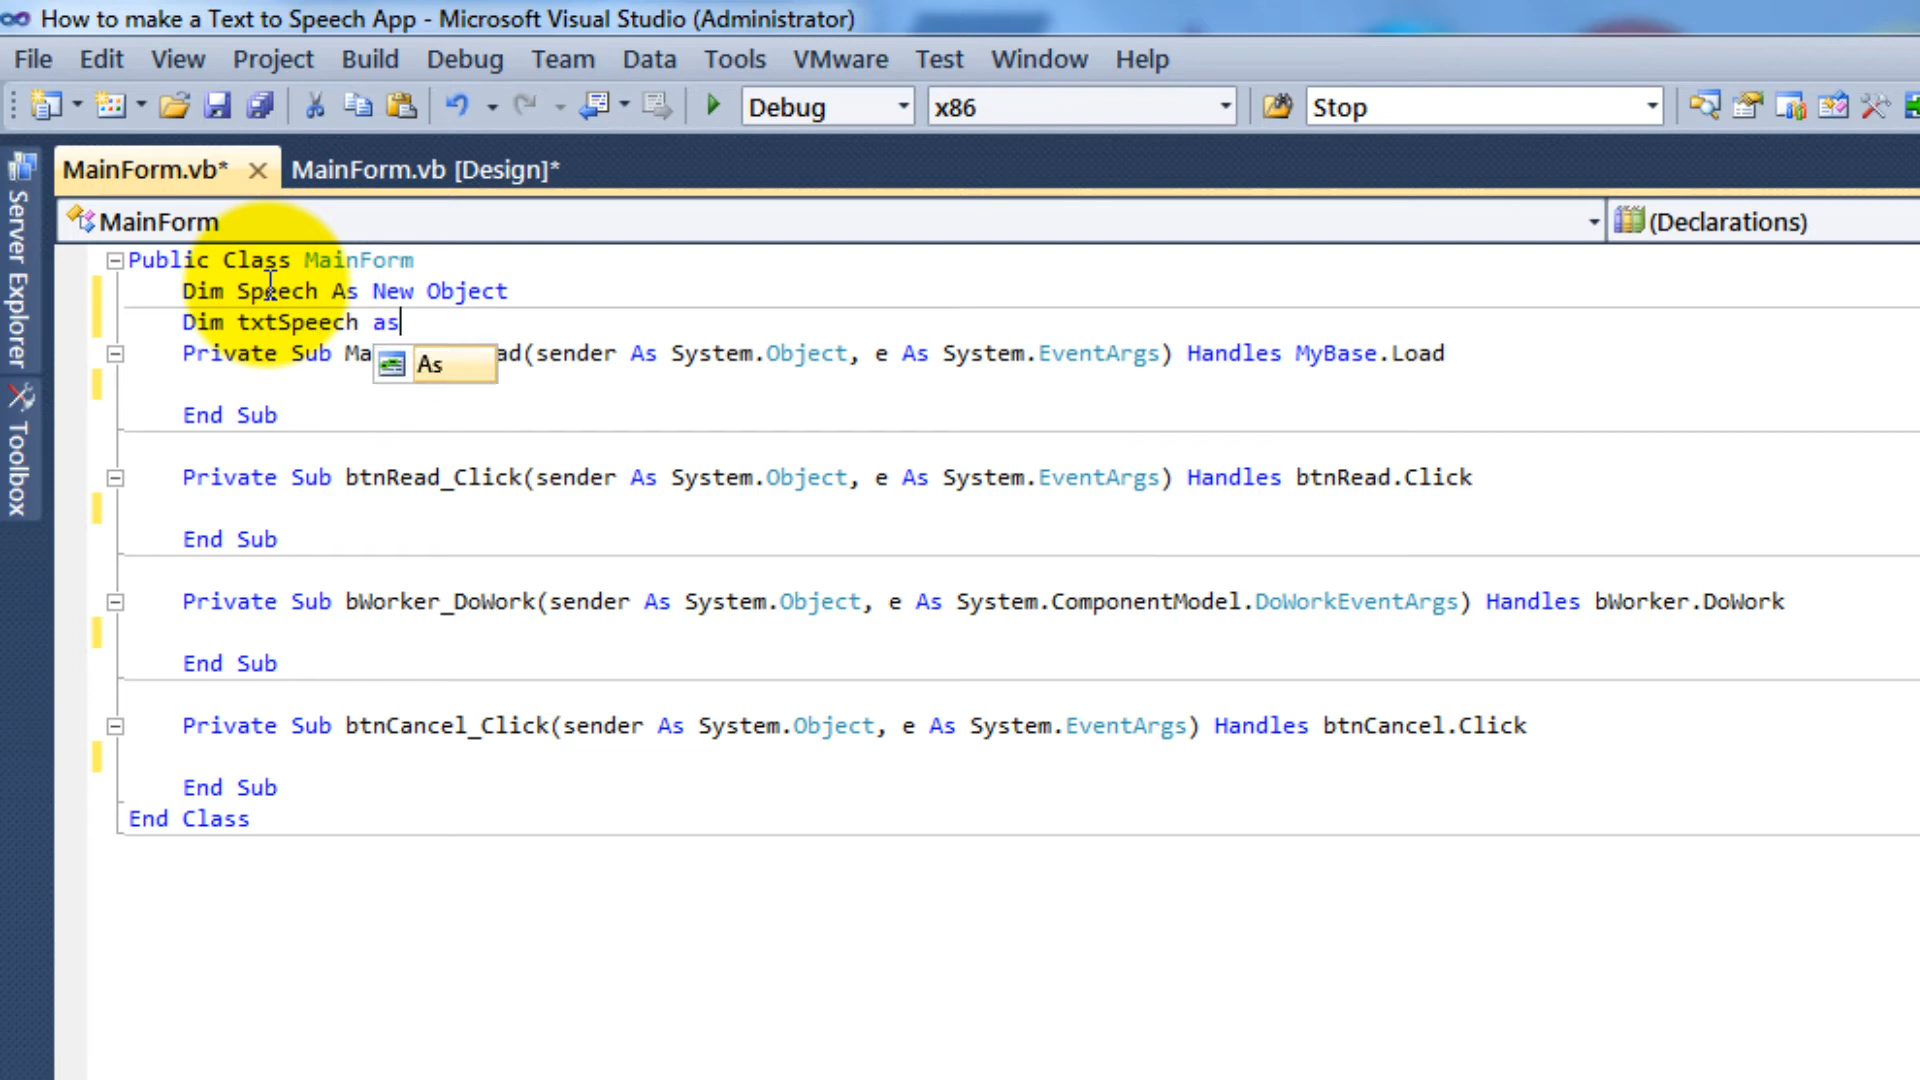 How to make a Text to Speech App - Microsoft Visual Studio (Administrator)
File Edit View Project Build Debug Team Data Tools VMware Test Window Help
Debug x86 Stop
MainForm.vb* MainForm.vb [Design]*
MainForm (Declarations)
Server Explorer
Toolbox
Public Class MainForm
Dim Speech As New Object
Dim txtSpeech as
As
Private Sub Ma ad(sender As System.Object, e As System.EventArgs) Handles MyBase.Load
End Sub
Private Sub btnRead_Click(sender As System.Object, e As System.EventArgs) Handles btnRead.Click
End Sub
Private Sub bWorker_DoWork(sender As System.Object, e As System.ComponentModel.DoWorkEventArgs) Handles bWorker.DoWork
End Sub
Private Sub btnCancel_Click(sender As System.Object, e As System.EventArgs) Handles btnCancel.Click
End Sub
End Class